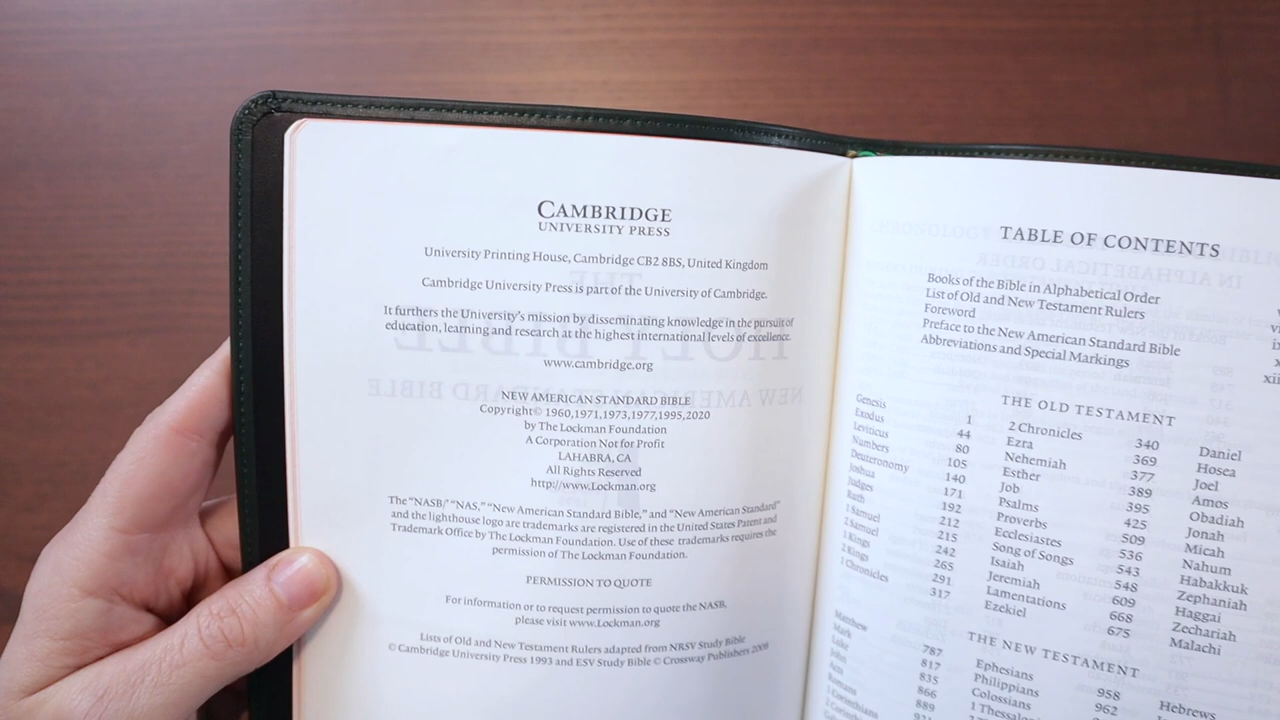 CAMBRIDGE
UNIVERSITY PRESS
University Printing House, Cambridge CB2 8BS, United Kingdom
Cambridge University Press is part of the University of Cambridge.
It furthers the University's mission by disseminating knowledge in the pursuit of
education, learning and research at the highest international levels of excellence.
www.cambridge.org
NEW AMERICAN STANDARD BIBLE
Copyright© 1960,1971,1973,1977,1995,2020
by The Lockman Foundation
A Corporation Not for Profit
LAHABRA, CA
All Rights Reserved
http://www.Lockman.org
The "NASB," "NAS," "New American Standard Bible," and "New American Standard"
and the lighthouse logo are trademarks are registered in the United States Patent and
Trademark Office by The Lockman Foundation. Use of these trademarks requires the
permission of The Lockman Foundation.
PERMISSION TO QUOTE
For information or to request permission to quote the NASB,
please visit www.Lockman.org
Lists of Old and New Testament Rulers adapted from NRSV Study Bible
© Cambridge University Press 1993 and ESV Study Bible © Crossway Publishers 2008
TABLE OF CONTENTS
Books of the Bible in Alphabetical Order
List of Old and New Testament Rulers
Foreword
Preface to the New American Standard Bible
Abbreviations and Special Markings
THE OLD TESTAMENT
Genesis 1
Exodus 44
Leviticus 80
Numbers 105
Deuteronomy 140
Joshua 171
Judges 192
Ruth 212
1 Samuel 215
2 Samuel 242
1 Kings 265
2 Kings 291
1 Chronicles 317
2 Chronicles 340
Ezra 369
Nehemiah 377
Esther 389
Job 395
Psalms 425
Proverbs 509
Ecclesiastes 536
Song of Songs 543
Isaiah 548
Jeremiah 609
Lamentations 668
Ezekiel 675
Daniel
Hosea
Joel
Amos
Obadiah
Jonah
Micah
Nahum
Habakkuk
Zephaniah
Haggai
Zechariah
Malachi
THE NEW TESTAMENT
Matthew 787
Mark 817
Luke 835
John 866
Acts 889
Romans
1 Corinthians
Ephesians 958
Philippians 962
Colossians
1 Thessal
Hebrews